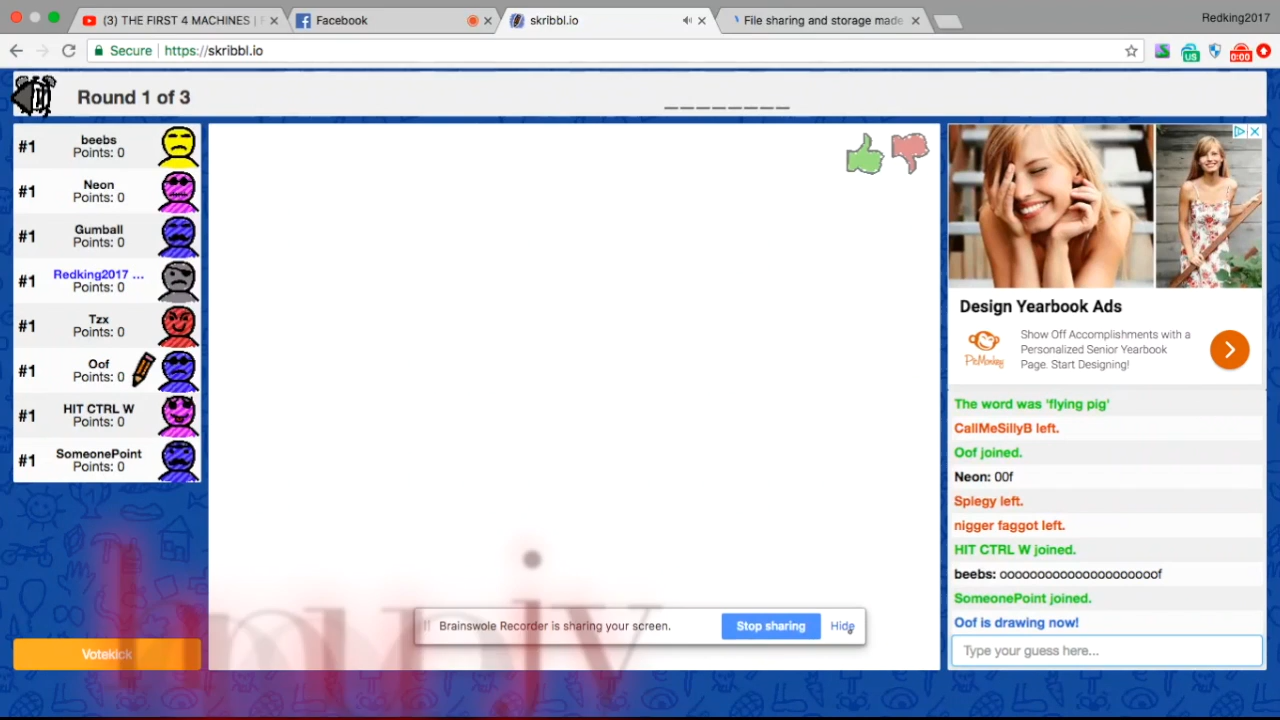 (3) THE FIRST 4 MACHINES | F
Facebook
skribbl.io
File sharing and storage made
Redking2017
Secure https://skribbl.io
US
0:00
Round 1 of 3
________
#1 beebs
Points: 0
#1 Neon
Points: 0
#1 Gumball
Points: 0
#1 Redking2017 ...
Points: 0
#1 Tzx
Points: 0
#1 Oof
Points: 0
#1 HIT CTRL W
Points: 0
#1 SomeonePoint
Points: 0
Votekick
Brainswole Recorder is sharing your screen.
Stop sharing
Hide
Design Yearbook Ads
PicMonkey
Show Off Accomplishments with a
Personalized Senior Yearbook
Page. Start Designing!
The word was 'flying pig'
CallMeSillyB left.
Oof joined.
Neon: 00f
Splegy left.
nigger faggot left.
HIT CTRL W joined.
beebs: ooooooooooooooooooooof
SomeonePoint joined.
Oof is drawing now!
Type your guess here...